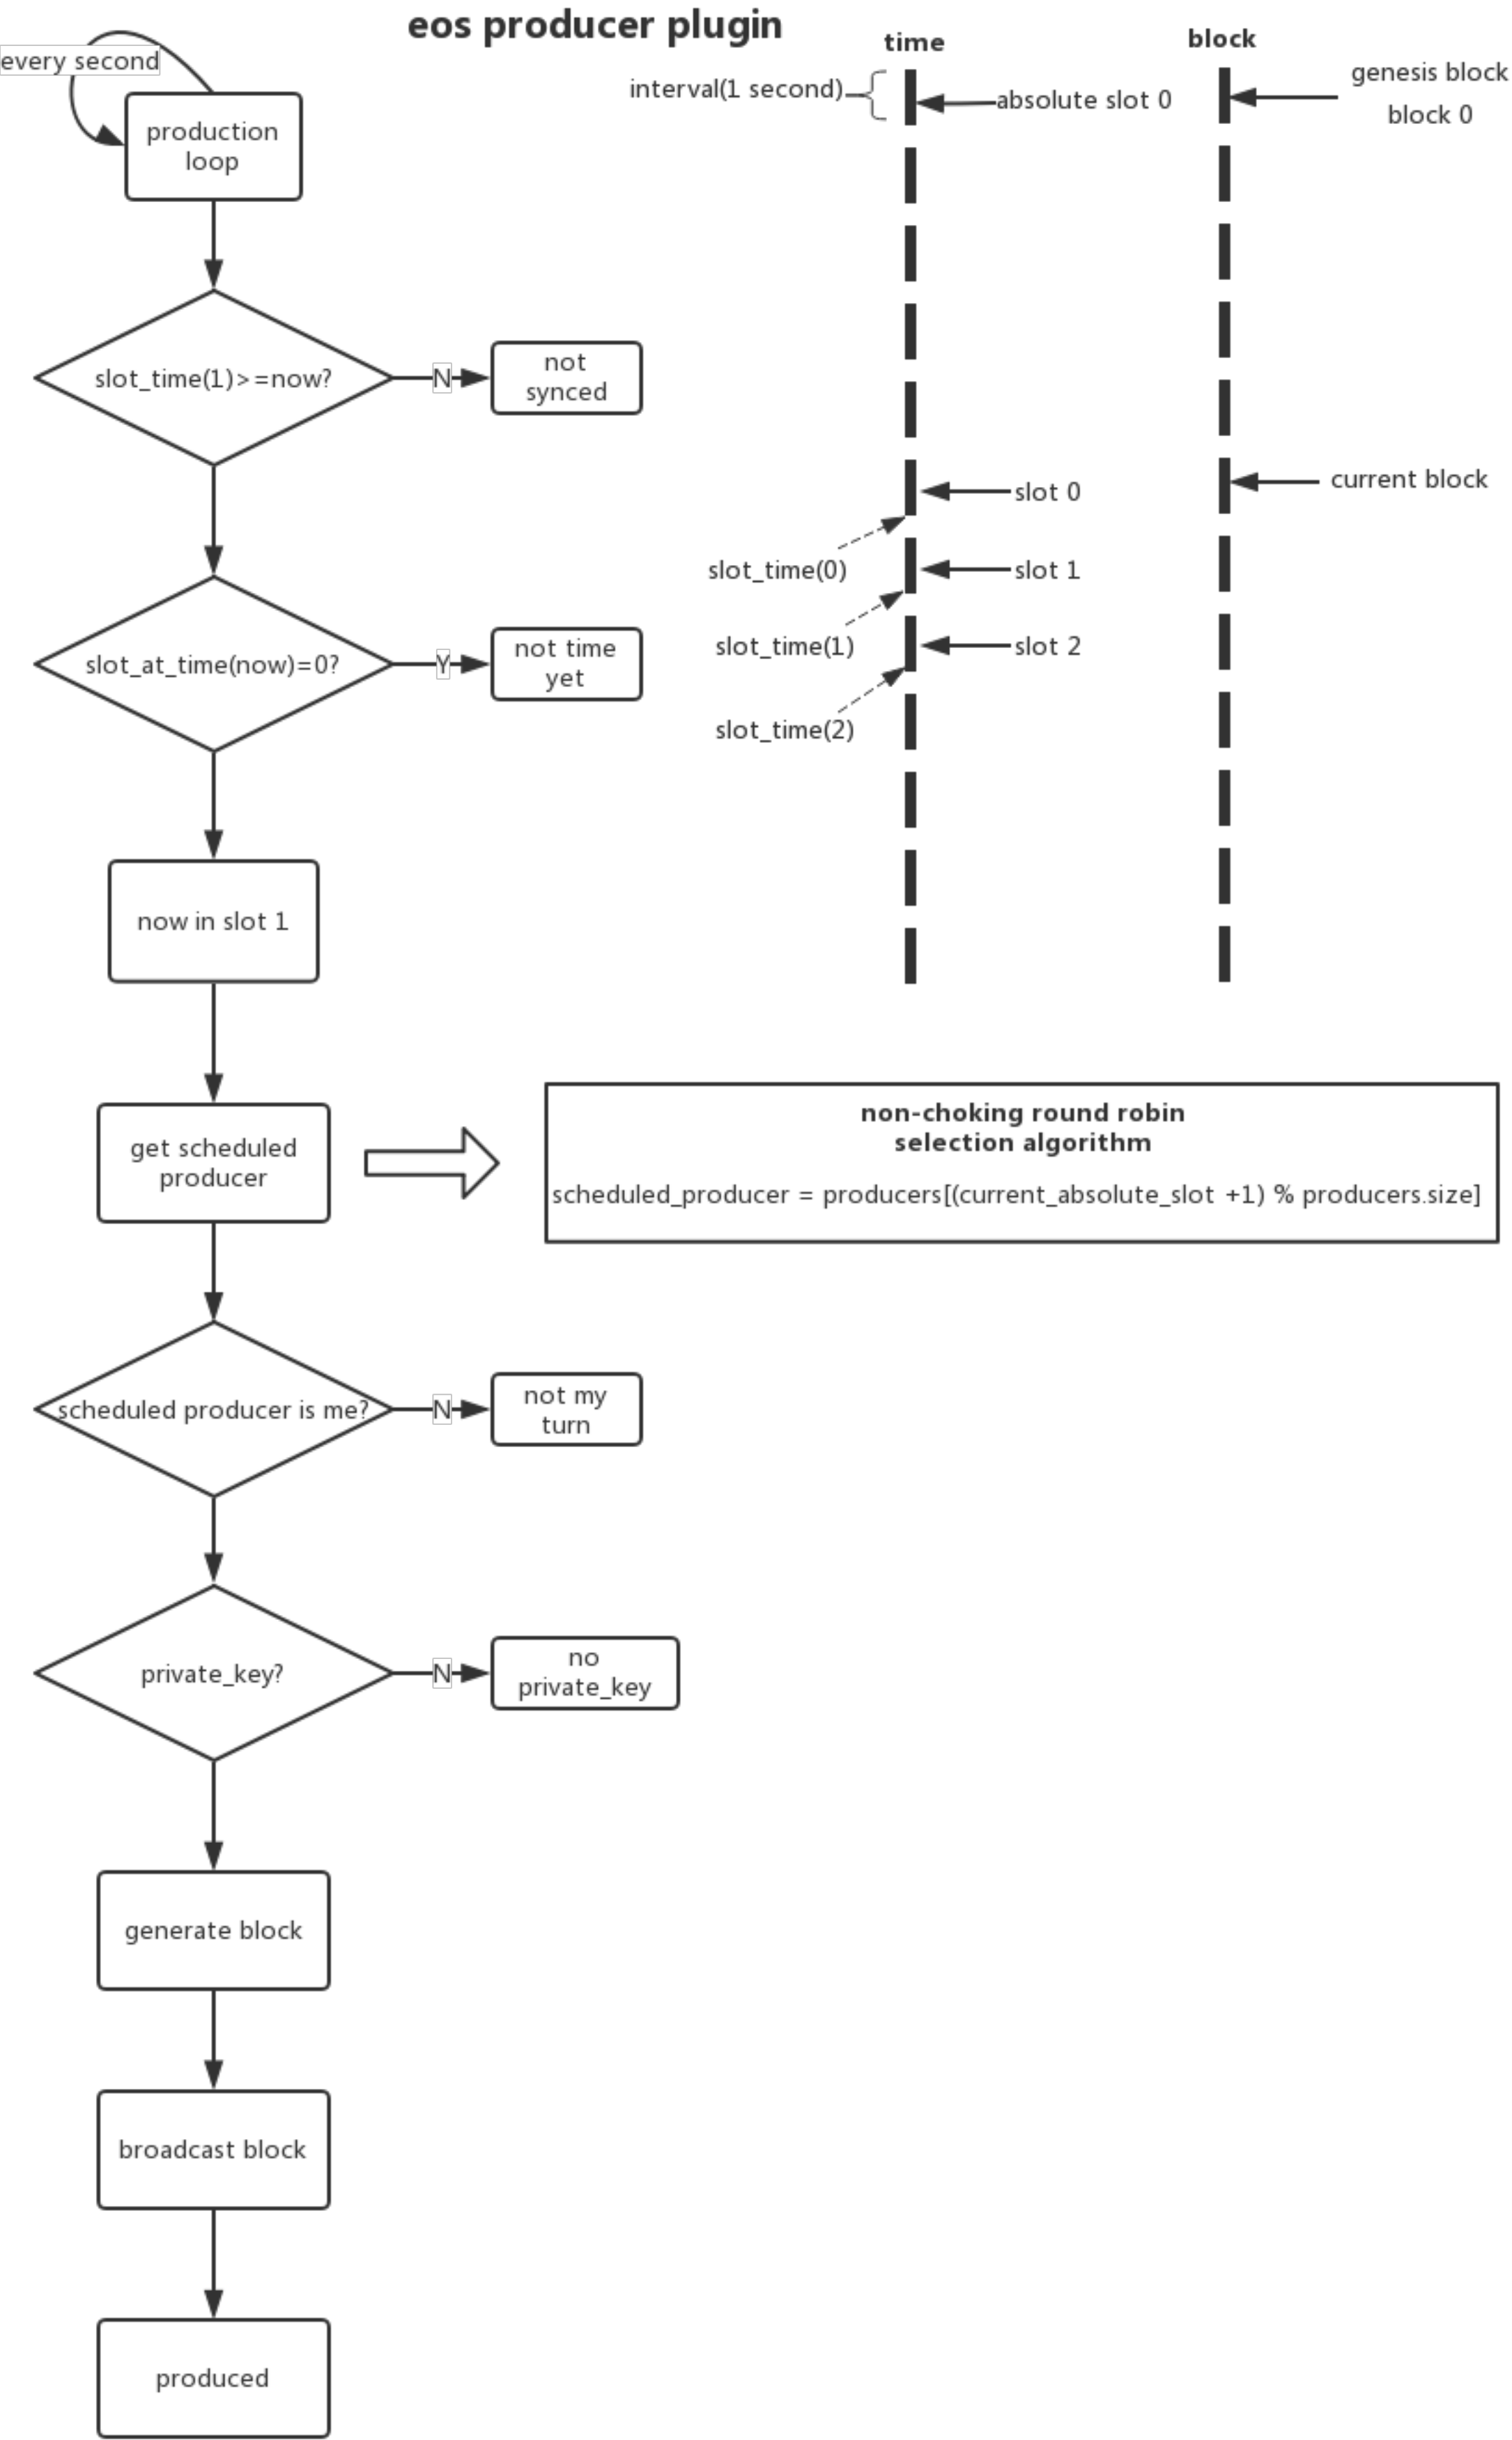 eos producer plugin
every second
production
loop
slot_time(1)>=now?
N
not
synced
slot_at_time(now)=0?
Y
not time
yet
now in slot 1
get scheduled
producer
scheduled producer is me?
N
not my
turn
private_key?
N
no
private_key
generate block
broadcast block
produced
time
block
interval(1 second)
absolute slot 0
genesis block
block 0
slot 0
current block
slot_time(0)
slot 1
slot_time(1)
slot 2
slot_time(2)
non-choking round robin
selection algorithm
scheduled_producer = producers[(current_absolute_slot +1) % producers.size]